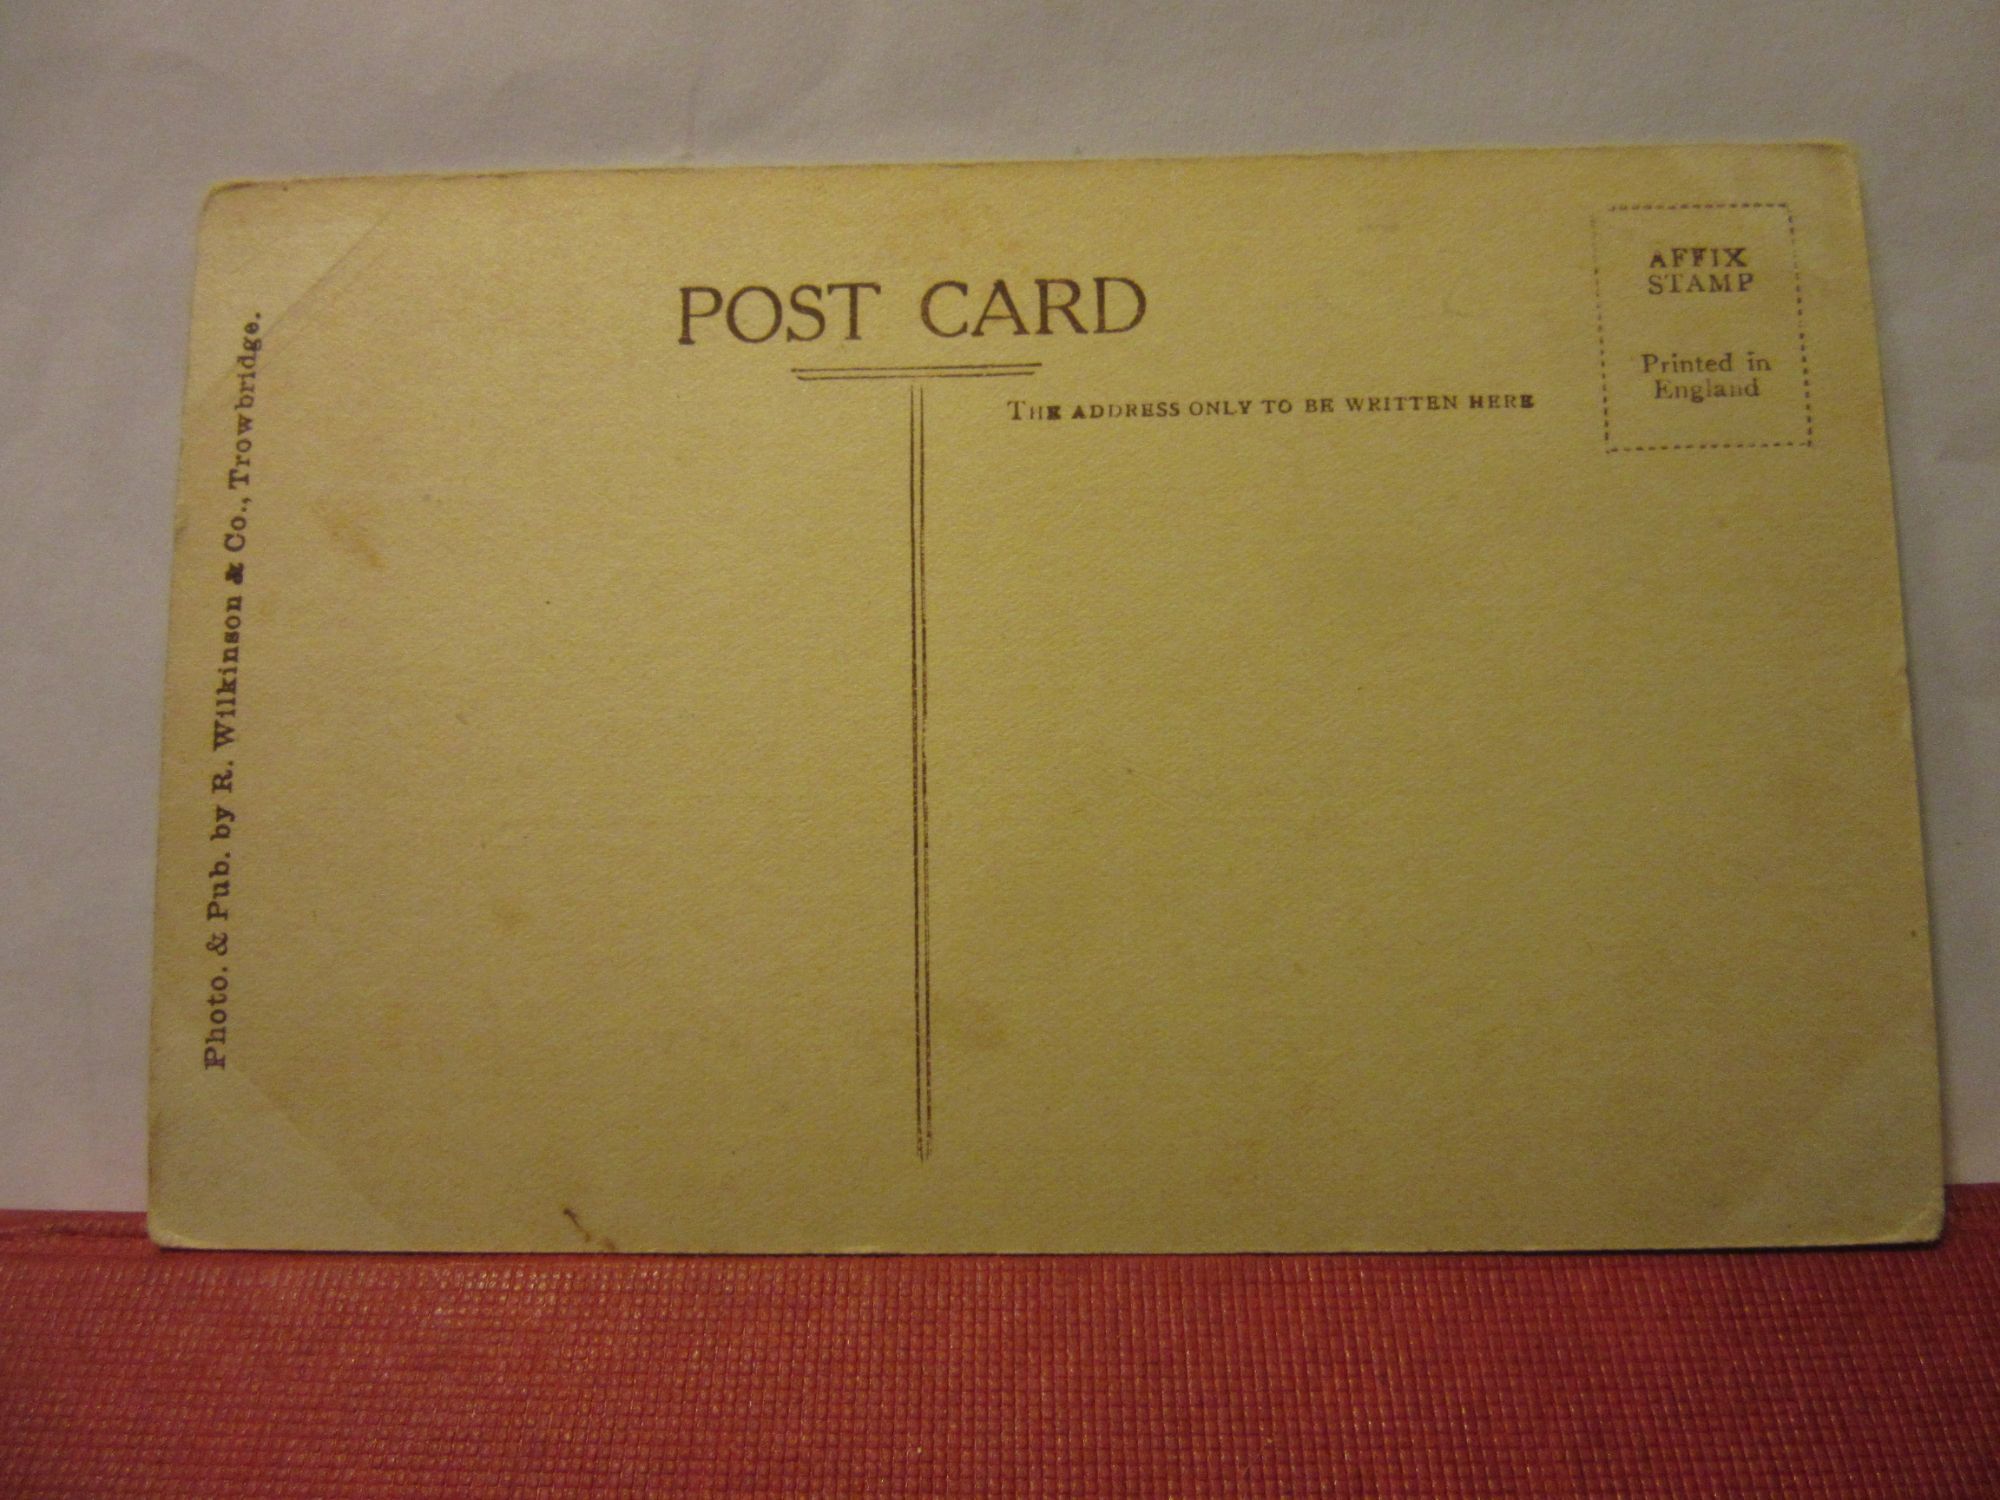 POST CARD
AFFIX
STAMP
Printed in
England
THE ADDRESS ONLY TO BE WRITTEN HERE
Photo. & Pub. by R. Wilkinson & Co., Trowbridge.